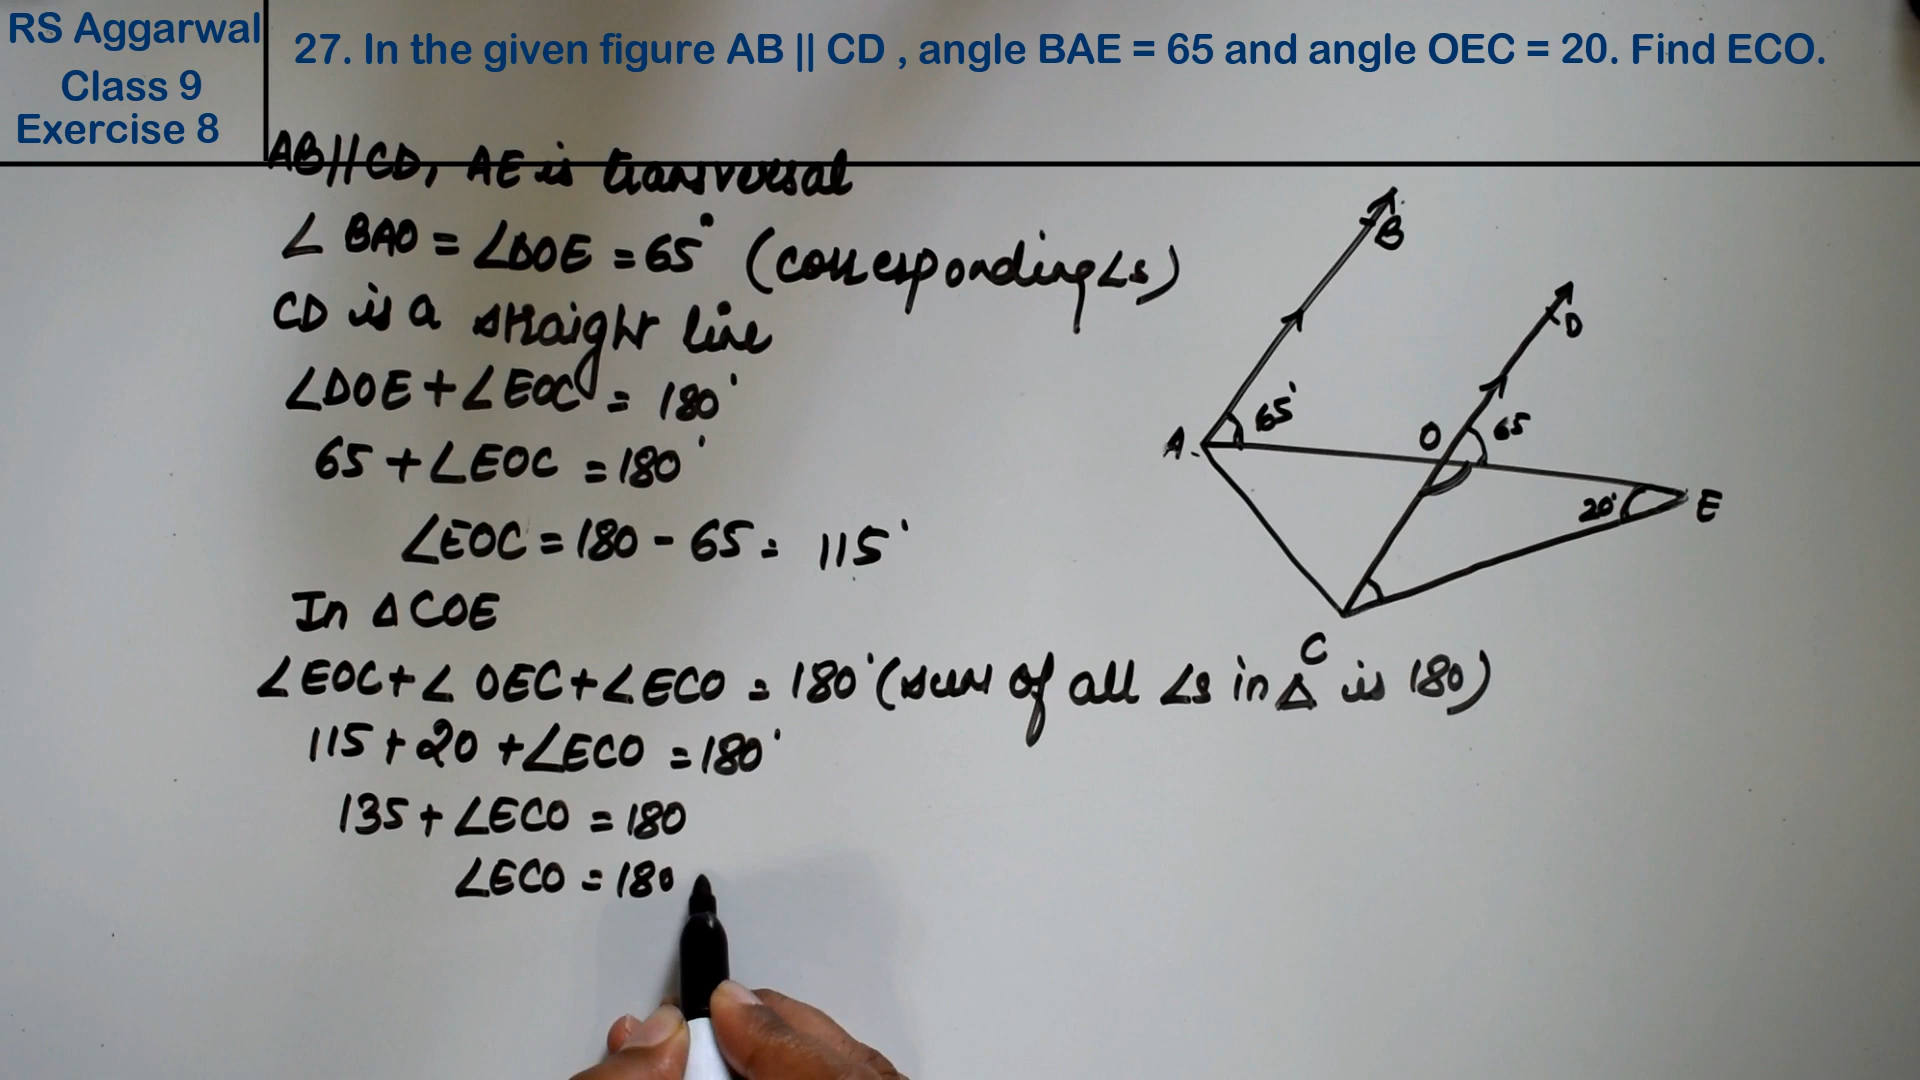 RS Aggarwal
Class 9
Exercise 8
27. In the given figure AB || CD , angle BAE = 65 and angle OEC = 20. Find ECO.
AB//CD, AE is transversal
∠ BAO = ∠DOE = 65° (corresponding ∠s)
CD is a straight line
∠DOE + ∠EOC = 180°
65 + ∠EOC = 180°
∠EOC = 180 - 65 = 115°
In △COE
∠EOC + ∠ OEC + ∠ECO = 180° (sum of all ∠s in △ is 180)
115 + 20 + ∠ECO = 180°
135 + ∠ECO = 180
∠ECO = 180
B
D
A
65°
O
65
20°
E
C